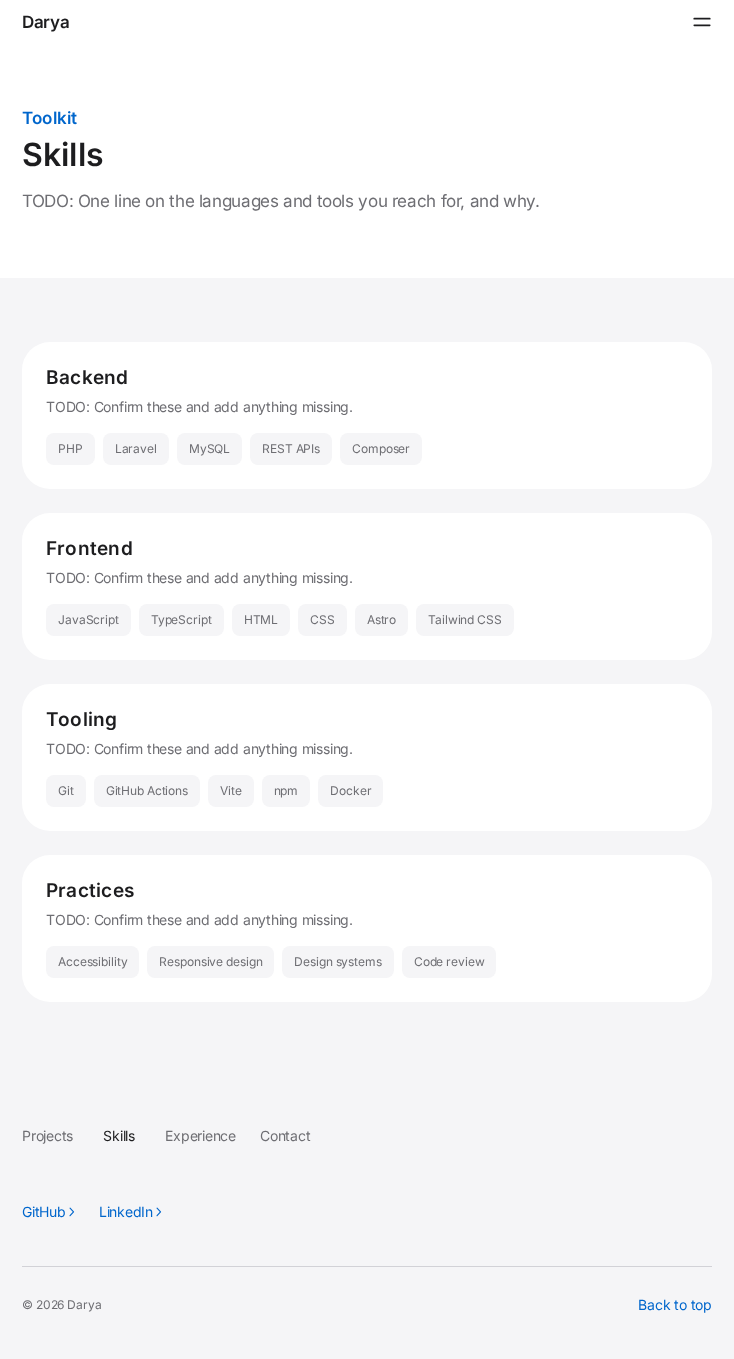 Darya
Toolkit
Skills
TODO: One line on the languages and tools you reach for, and why.
Backend
TODO: Confirm these and add anything missing.
PHP Laravel MySQL REST APIs Composer
Frontend
TODO: Confirm these and add anything missing.
JavaScript TypeScript HTML CSS Astro Tailwind CSS
Tooling
TODO: Confirm these and add anything missing.
Git GitHub Actions Vite npm Docker
Practices
TODO: Confirm these and add anything missing.
Accessibility Responsive design Design systems Code review
Projects Skills Experience Contact
GitHub LinkedIn
© 2026 Darya Back to top